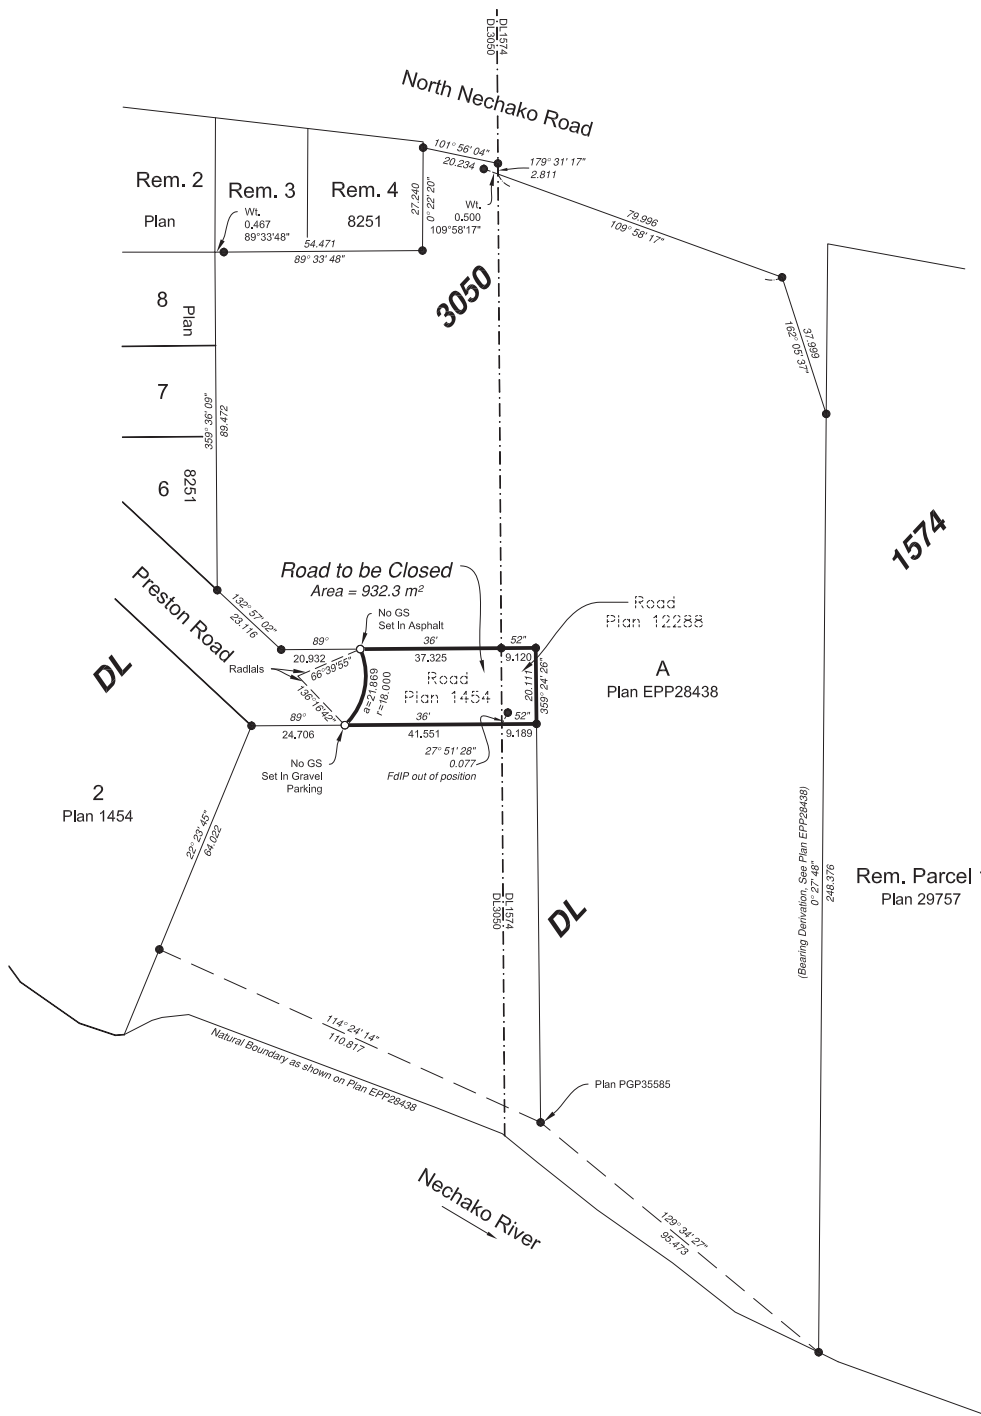 DL1574
DL3050
North Nechako Road
101° 56' 04"
20.234
179° 31' 17"
2.811
Rem. 2
Rem. 3
Rem. 4
Plan
8251
Wt.
0.467
89°33'48"
27.240
0° 22' 20"
Wt.
0.500
109°58'17"
54.471
89° 33' 48"
79.996
109° 58' 17"
3050
8
Plan
37.999
162° 05' 37"
7
359° 36' 09"
89.472
6
8251
1574
Preston Road
132° 57' 02"
23.116
Road to be Closed
Area = 932.3 m²
No GS
Set In Asphalt
Road
Plan 12288
89°
36'
52"
20.932
37.325
9.120
Radials
66°39'55"
136°16'42"
a=21.869
r=18.000
Road
Plan 1454
20.111
359° 24' 26"
A
Plan EPP28438
DL
89°
36'
52"
24.706
41.551
9.189
27° 51' 28"
0.077
FdIP out of position
No GS
Set In Gravel
Parking
2
Plan 1454
22° 23' 45"
64.022
(Bearing Derivation, See Plan EPP28438)
0° 27' 48"
248.376
Rem. Parcel 1
Plan 29757
DL1574
DL3050
DL
114° 24' 14"
110.817
Natural Boundary as shown on Plan EPP28438
Plan PGP35585
Nechako River
129° 34' 27"
95.473